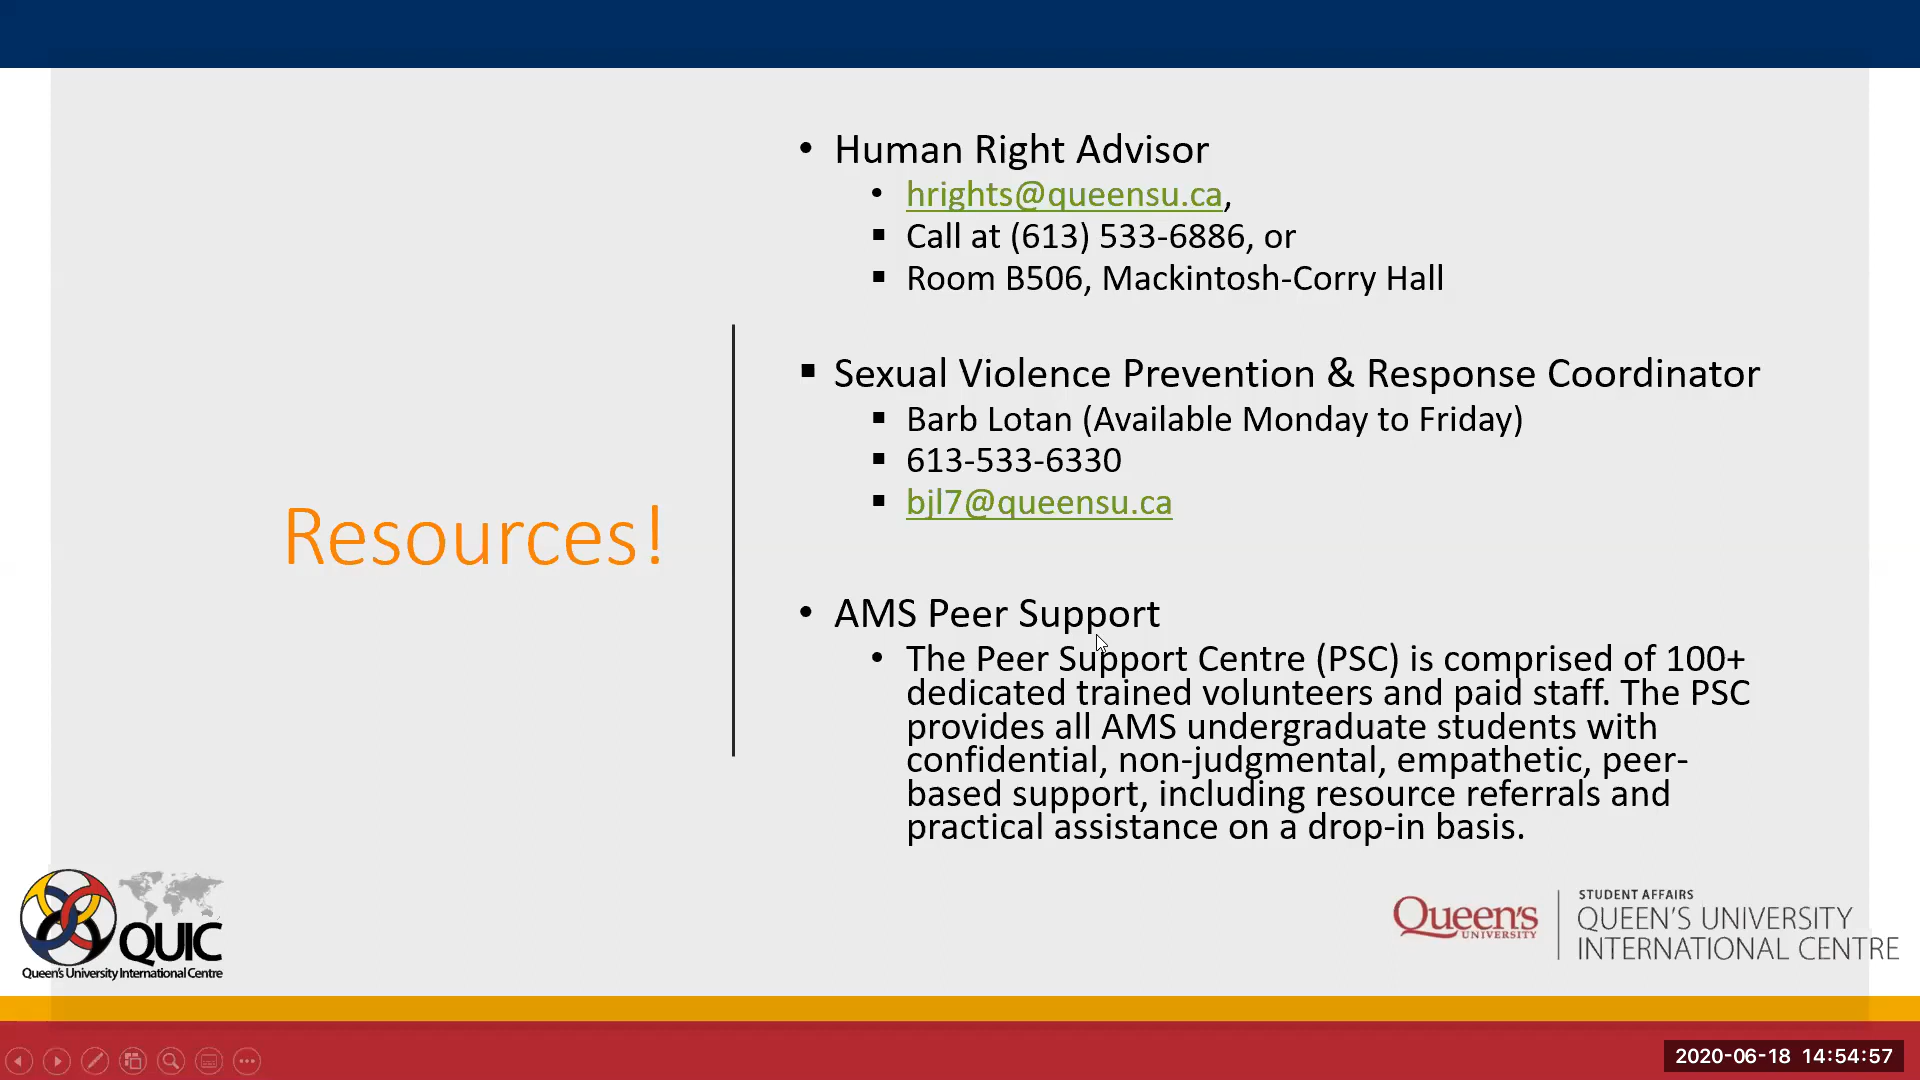 Resources!
• Human Right Advisor
• hrights@queensu.ca,
▪ Call at (613) 533-6886, or
▪ Room B506, Mackintosh-Corry Hall
▪ Sexual Violence Prevention & Response Coordinator
▪ Barb Lotan (Available Monday to Friday)
▪ 613-533-6330
▪ bjl7@queensu.ca
• AMS Peer Support
• The Peer Support Centre (PSC) is comprised of 100+
dedicated trained volunteers and paid staff. The PSC
provides all AMS undergraduate students with
confidential, non-judgmental, empathetic, peer-
based support, including resource referrals and
practical assistance on a drop-in basis.
QUIC
Queen's University International Centre
Queen's
UNIVERSITY
STUDENT AFFAIRS
QUEEN'S UNIVERSITY
INTERNATIONAL CENTRE
2020-06-18 14:54:57